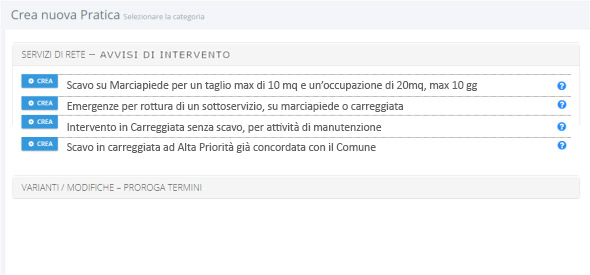 Crea nuova Pratica Selezionare la categoria
SERVIZI DI RETE — AVVISI DI INTERVENTO
CREA Scavo su Marciapiede per un taglio max di 10 mq e un’occupazione di 20mq, max 10 gg ?
CREA Emergenze per rottura di un sottoservizio, su marciapiede o carreggiata ?
CREA Intervento in Carreggiata senza scavo, per attività di manutenzione ?
CREA Scavo in carreggiata ad Alta Priorità già concordata con il Comune ?
VARIANTI / MODIFICHE – PROROGA TERMINI